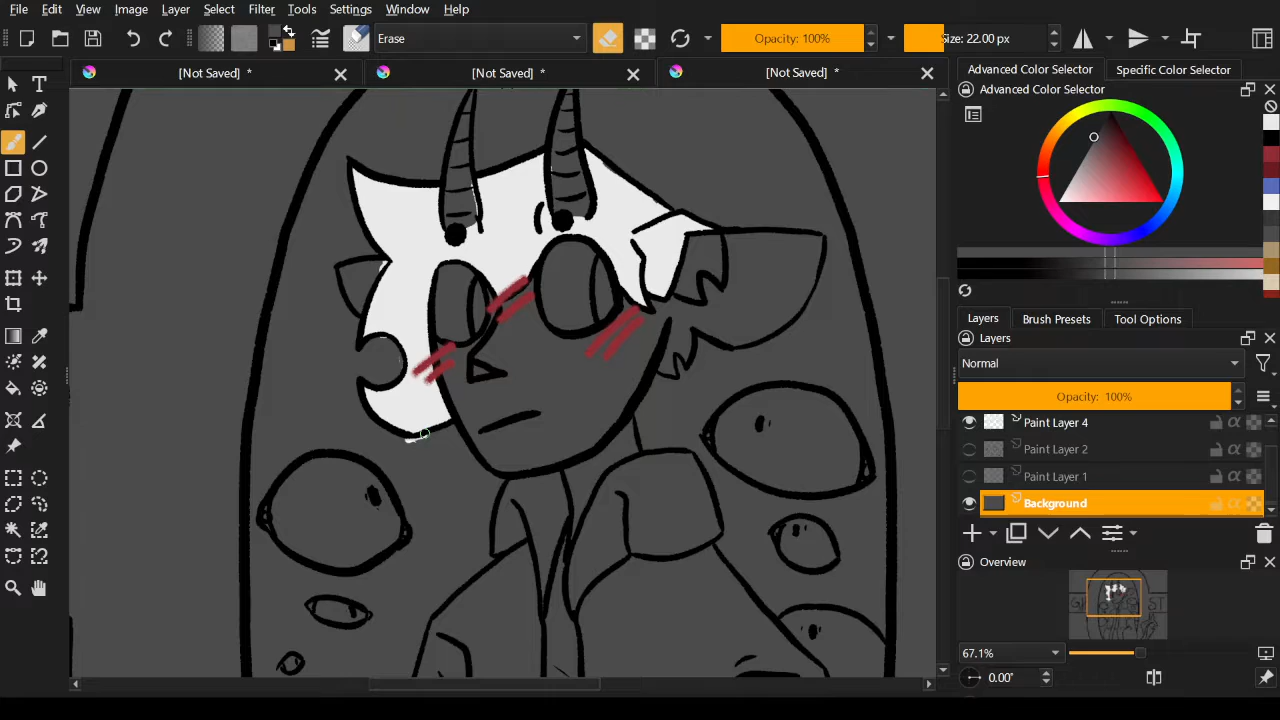 File Edit View Image Layer Select Filter Tools Settings Window Help
Erase Opacity: 100% Size: 22.00 px
[Not Saved] * [Not Saved] * [Not Saved] *
Advanced Color Selector Specific Color Selector
Advanced Color Selector
Layers Brush Presets Tool Options
Layers
Normal
Opacity: 100%
Paint Layer 4
Paint Layer 2
Paint Layer 1
Background
Overview
67.1%
0.00°